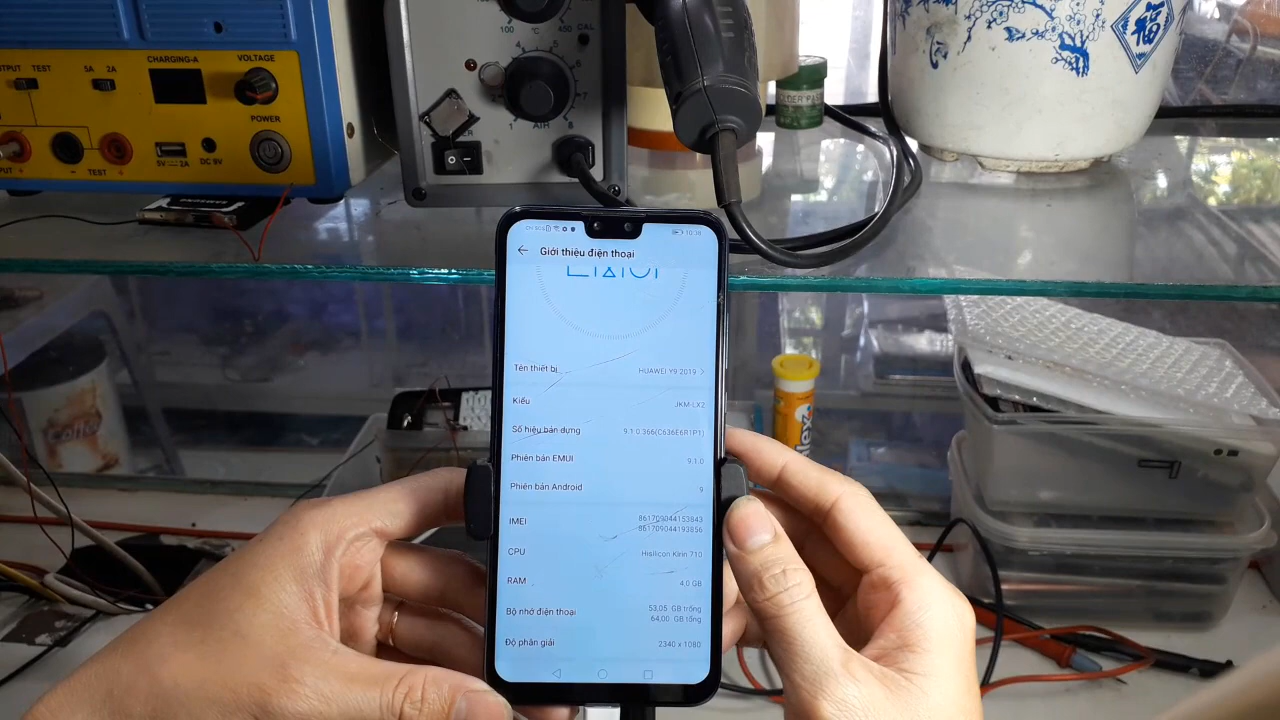 TEST
5A 2A
CHARGING-A
VOLTAGE
POWER
5V⎓2A
DC 9V
TEST
100 °C 450
CAL
AIR
福
10:38
Giới thiệu điện thoại
Tên thiết bị HUAWEI Y9 2019
Kiểu JKM-LX2
Số hiệu bản dựng 9.1.0.366(C636E6R1P1)
Phiên bản EMUI 9.1.0
Phiên bản Android 9
IMEI 861709044153843
861709044193856
CPU Hisilicon Kirin 710
RAM 4,0 GB
Bộ nhớ điện thoại 53,05 GB trống
64,00 GB tổng
Độ phân giải 2340 x 1080